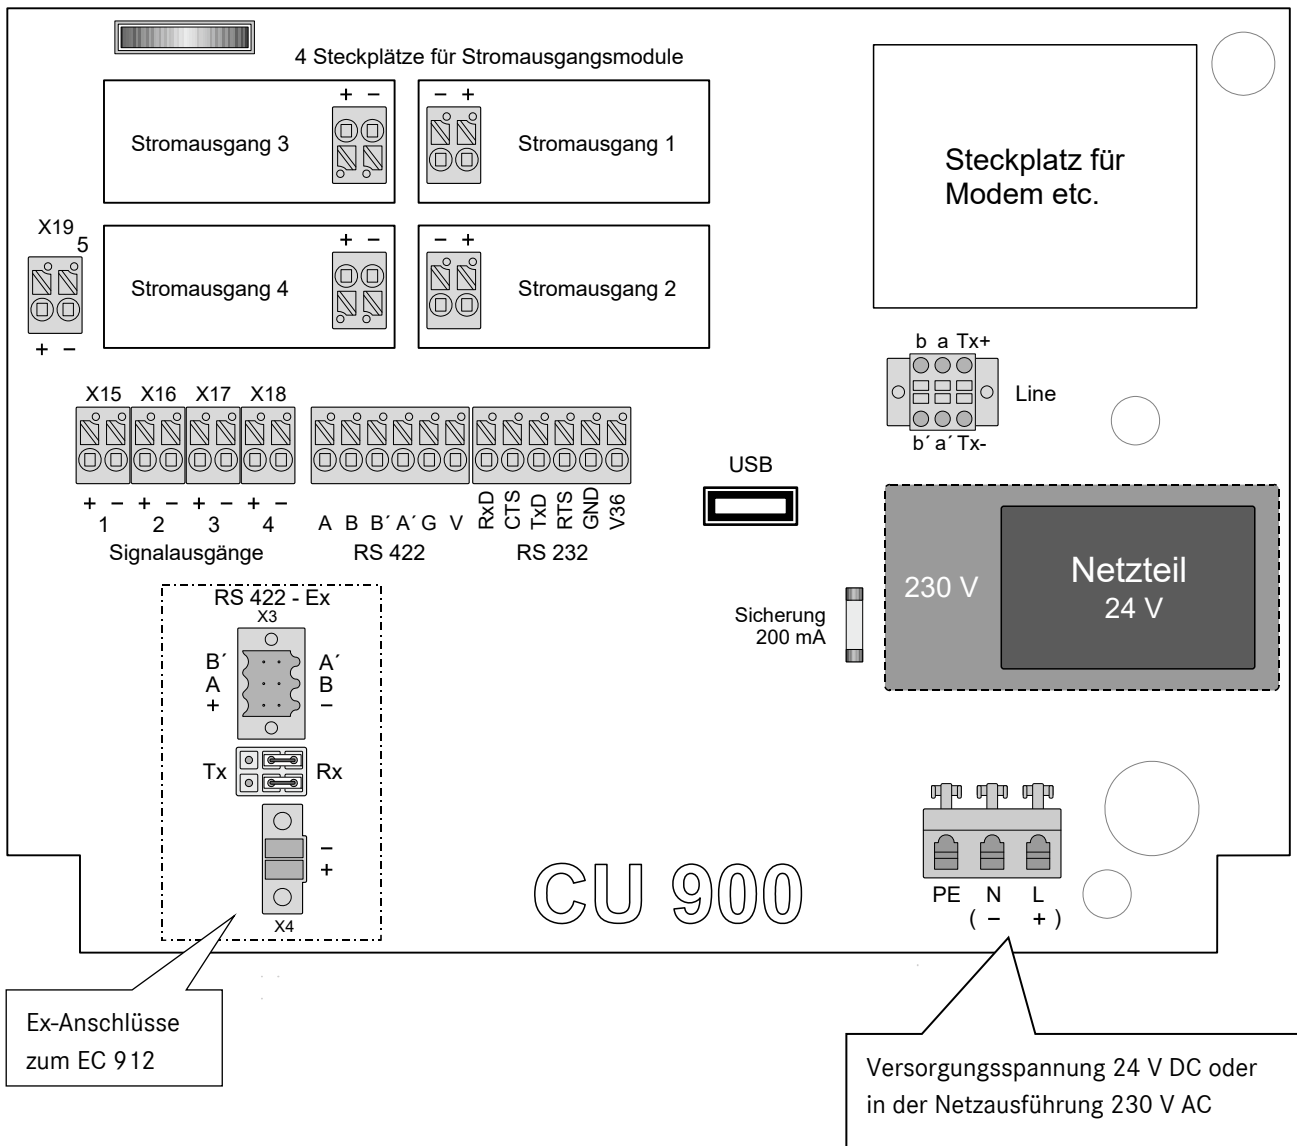 4 Steckplätze für Stromausgangsmodule
+ −
− +
Stromausgang 3
Stromausgang 1
Steckplatz für
Modem etc.
X19
5
+ −
− +
Stromausgang 4
Stromausgang 2
+ −
b a Tx+
Line
b´ a´ Tx-
X15 X16 X17 X18
+ − + − + − + −
1 2 3 4
Signalausgänge
A B B´ A´ G V
RS 422
RxD
CTS
TxD
RTS
GND
V36
RS 232
USB
230 V
Netzteil
24 V
Sicherung
200 mA
RS 422 - Ex
X3
B´ A´
A B
+ −
Tx Rx
−
+
X4
CU 900
PE N L
( − + )
Ex-Anschlüsse
zum EC 912
Versorgungsspannung 24 V DC oder
in der Netzausführung 230 V AC